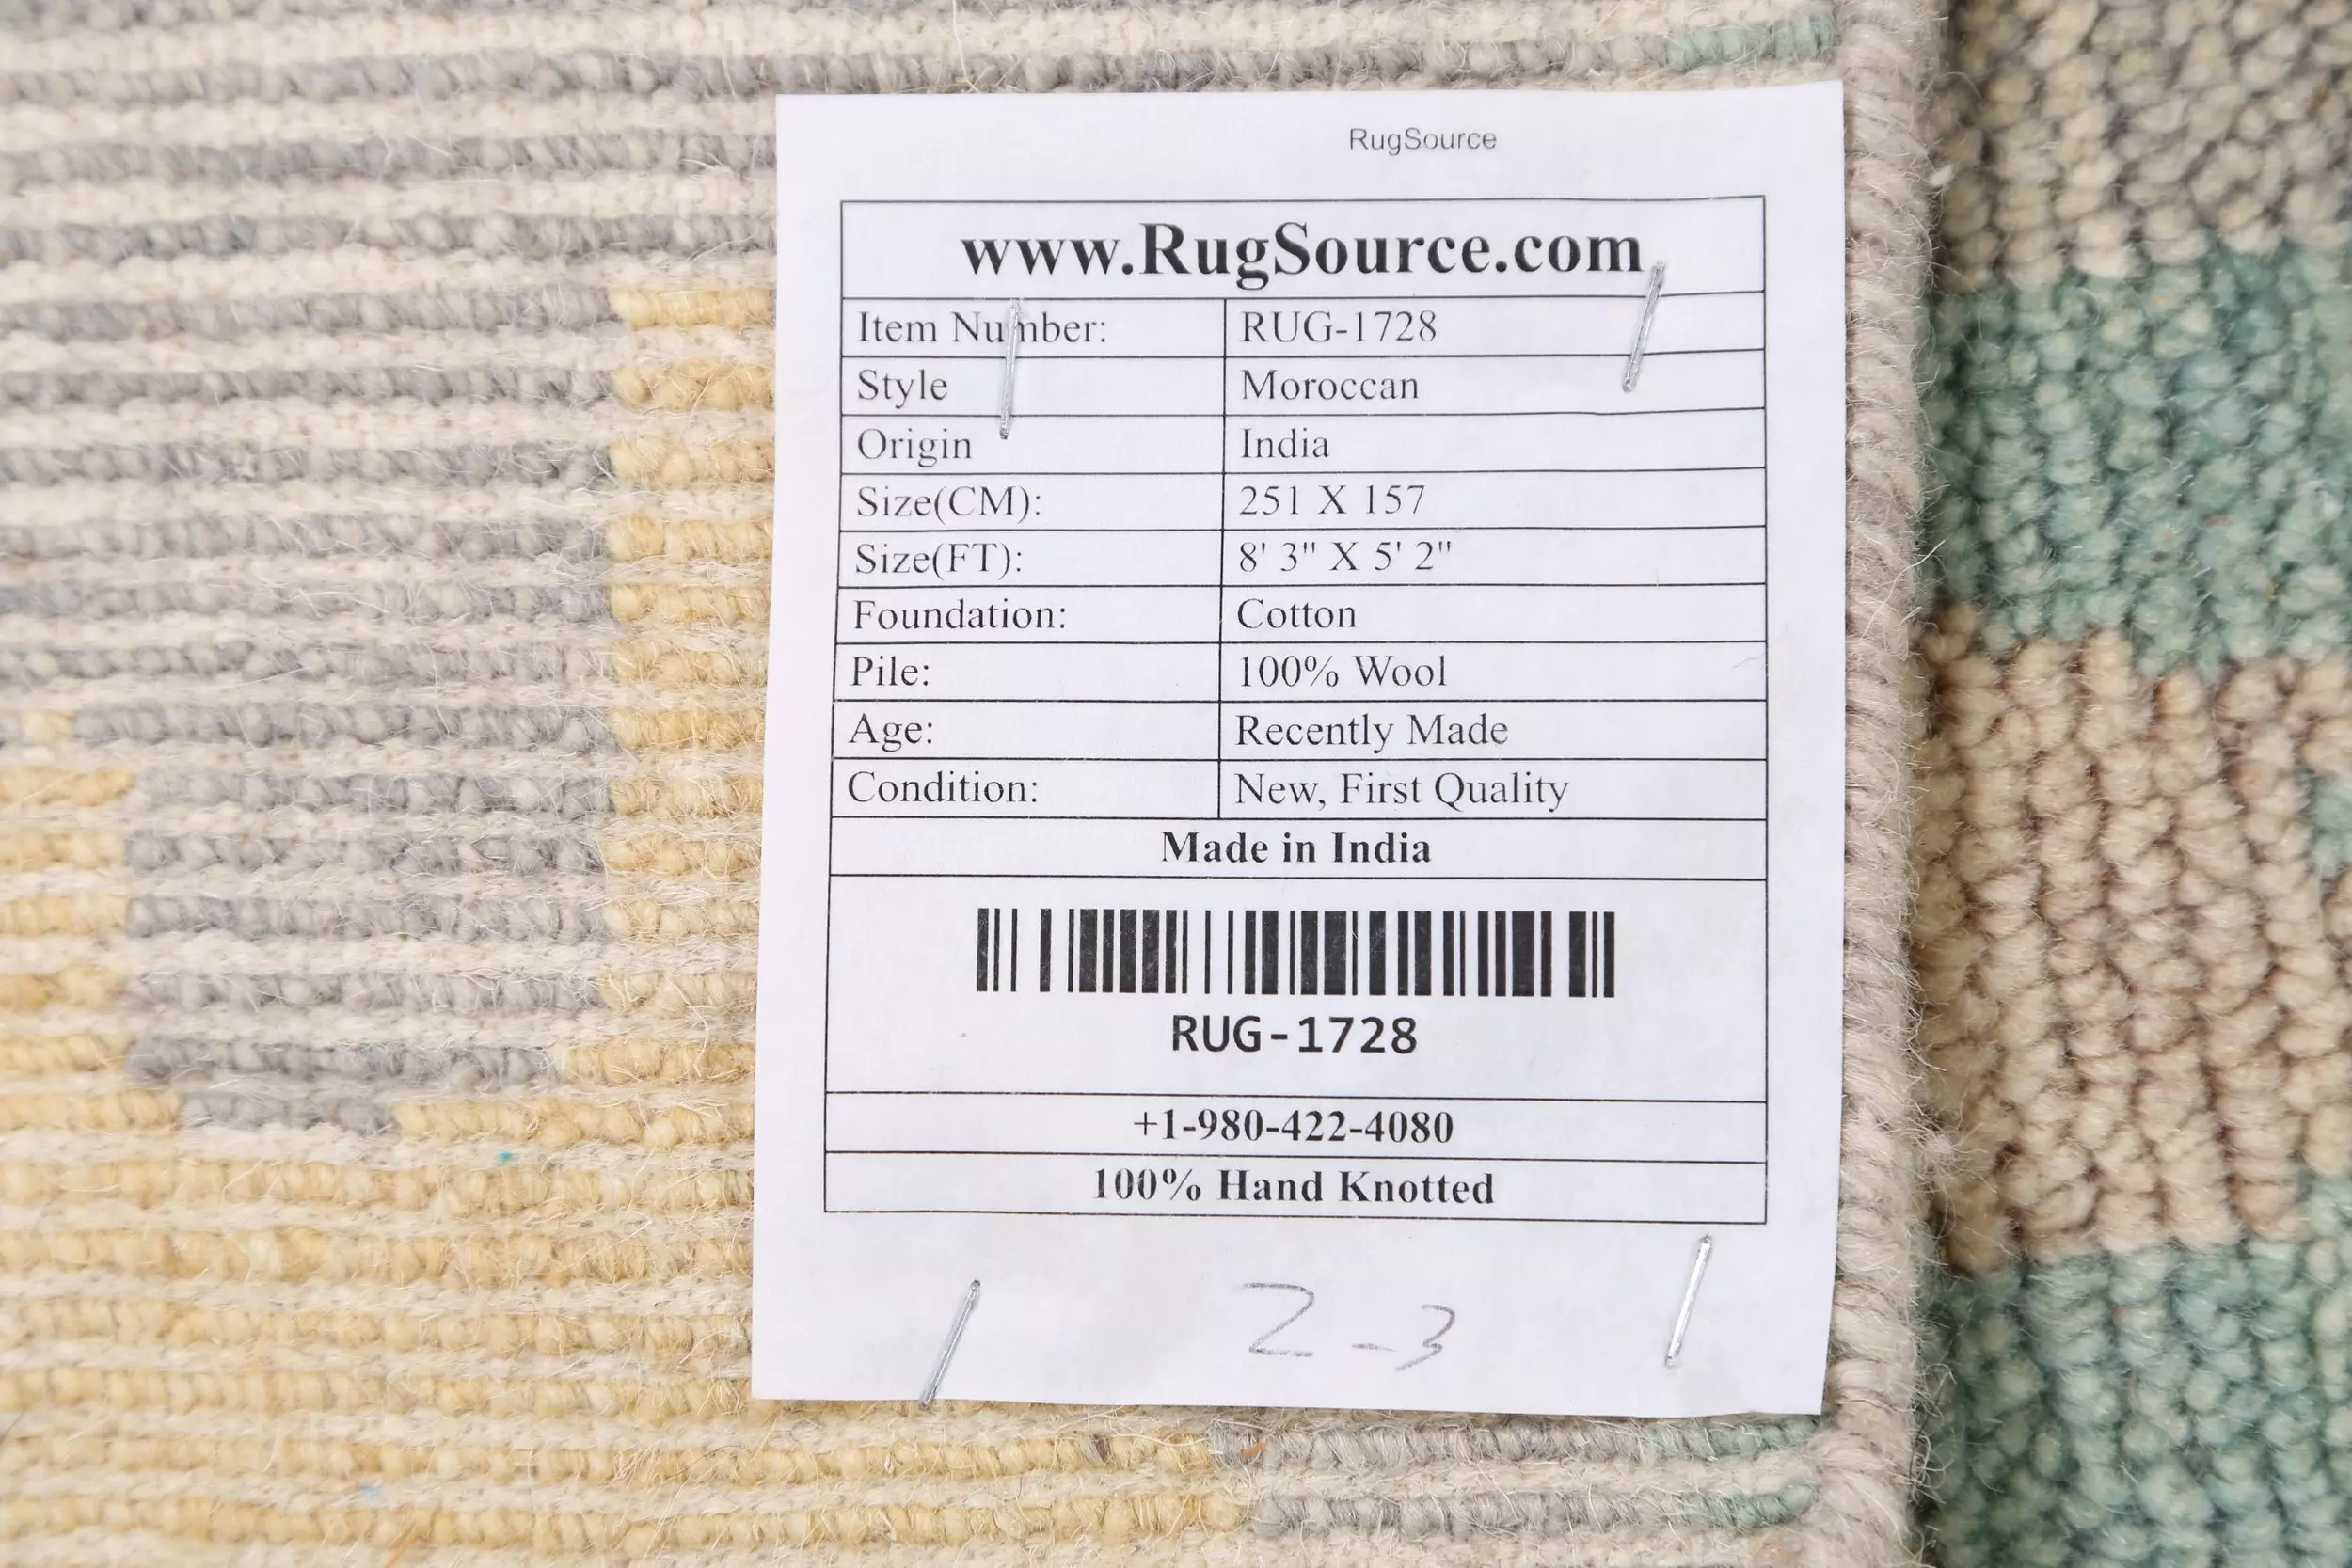 RugSource
www.RugSource.com
Item Number: RUG-1728
Style Moroccan
Origin India
Size(CM): 251 X 157
Size(FT): 8' 3" X 5' 2"
Foundation: Cotton
Pile: 100% Wool
Age: Recently Made
Condition: New, First Quality
Made in India
RUG-1728
+1-980-422-4080
100% Hand Knotted
Z-3